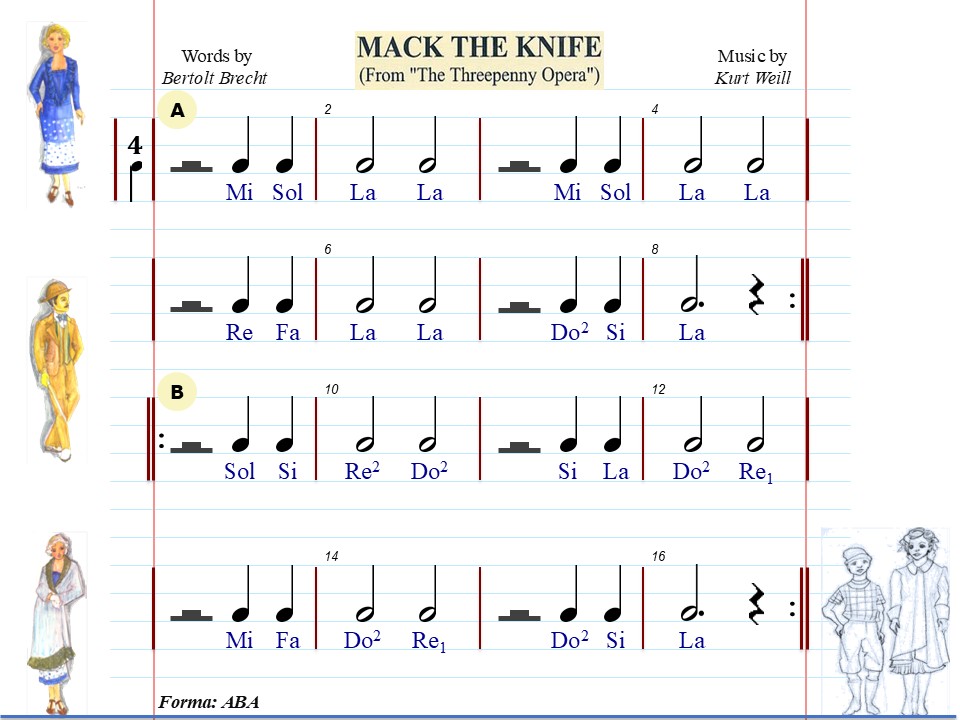 MACK THE KNIFE
(From "The Threepenny Opera")
Words by
Bertolt Brecht
Music by
Kurt Weill
A
2
4
4
Mi Sol La La Mi Sol La La
6
8
Re Fa La La Do² Si La
B
10
12
Sol Si Re² Do² Si La Do² Re₁
14
16
Mi Fa Do² Re₁ Do² Si La
Forma: ABA